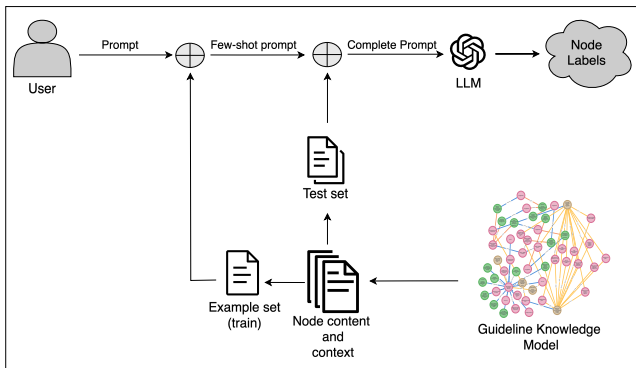 Prompt
Few-shot prompt
Complete Prompt
Node
Labels
User
LLM
Test set
Example set
(train)
Node content
and
context
Guideline Knowledge
Model